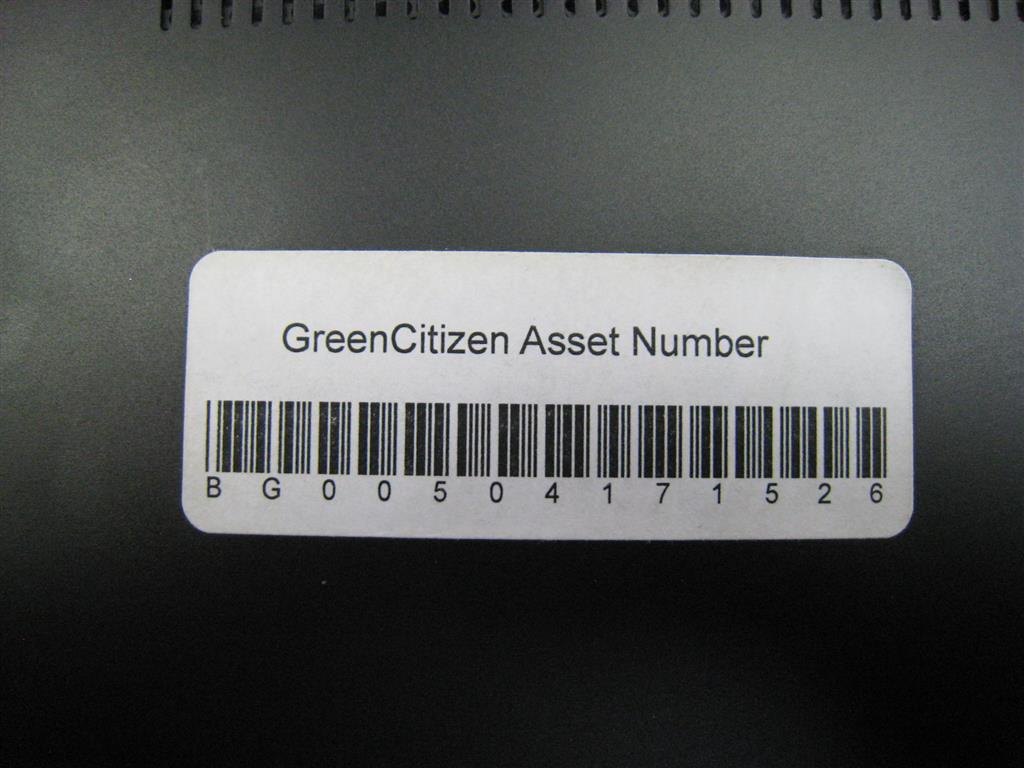 GreenCitizen Asset Number
B G 0 0 5 0 4 1 7 1 5 2 6